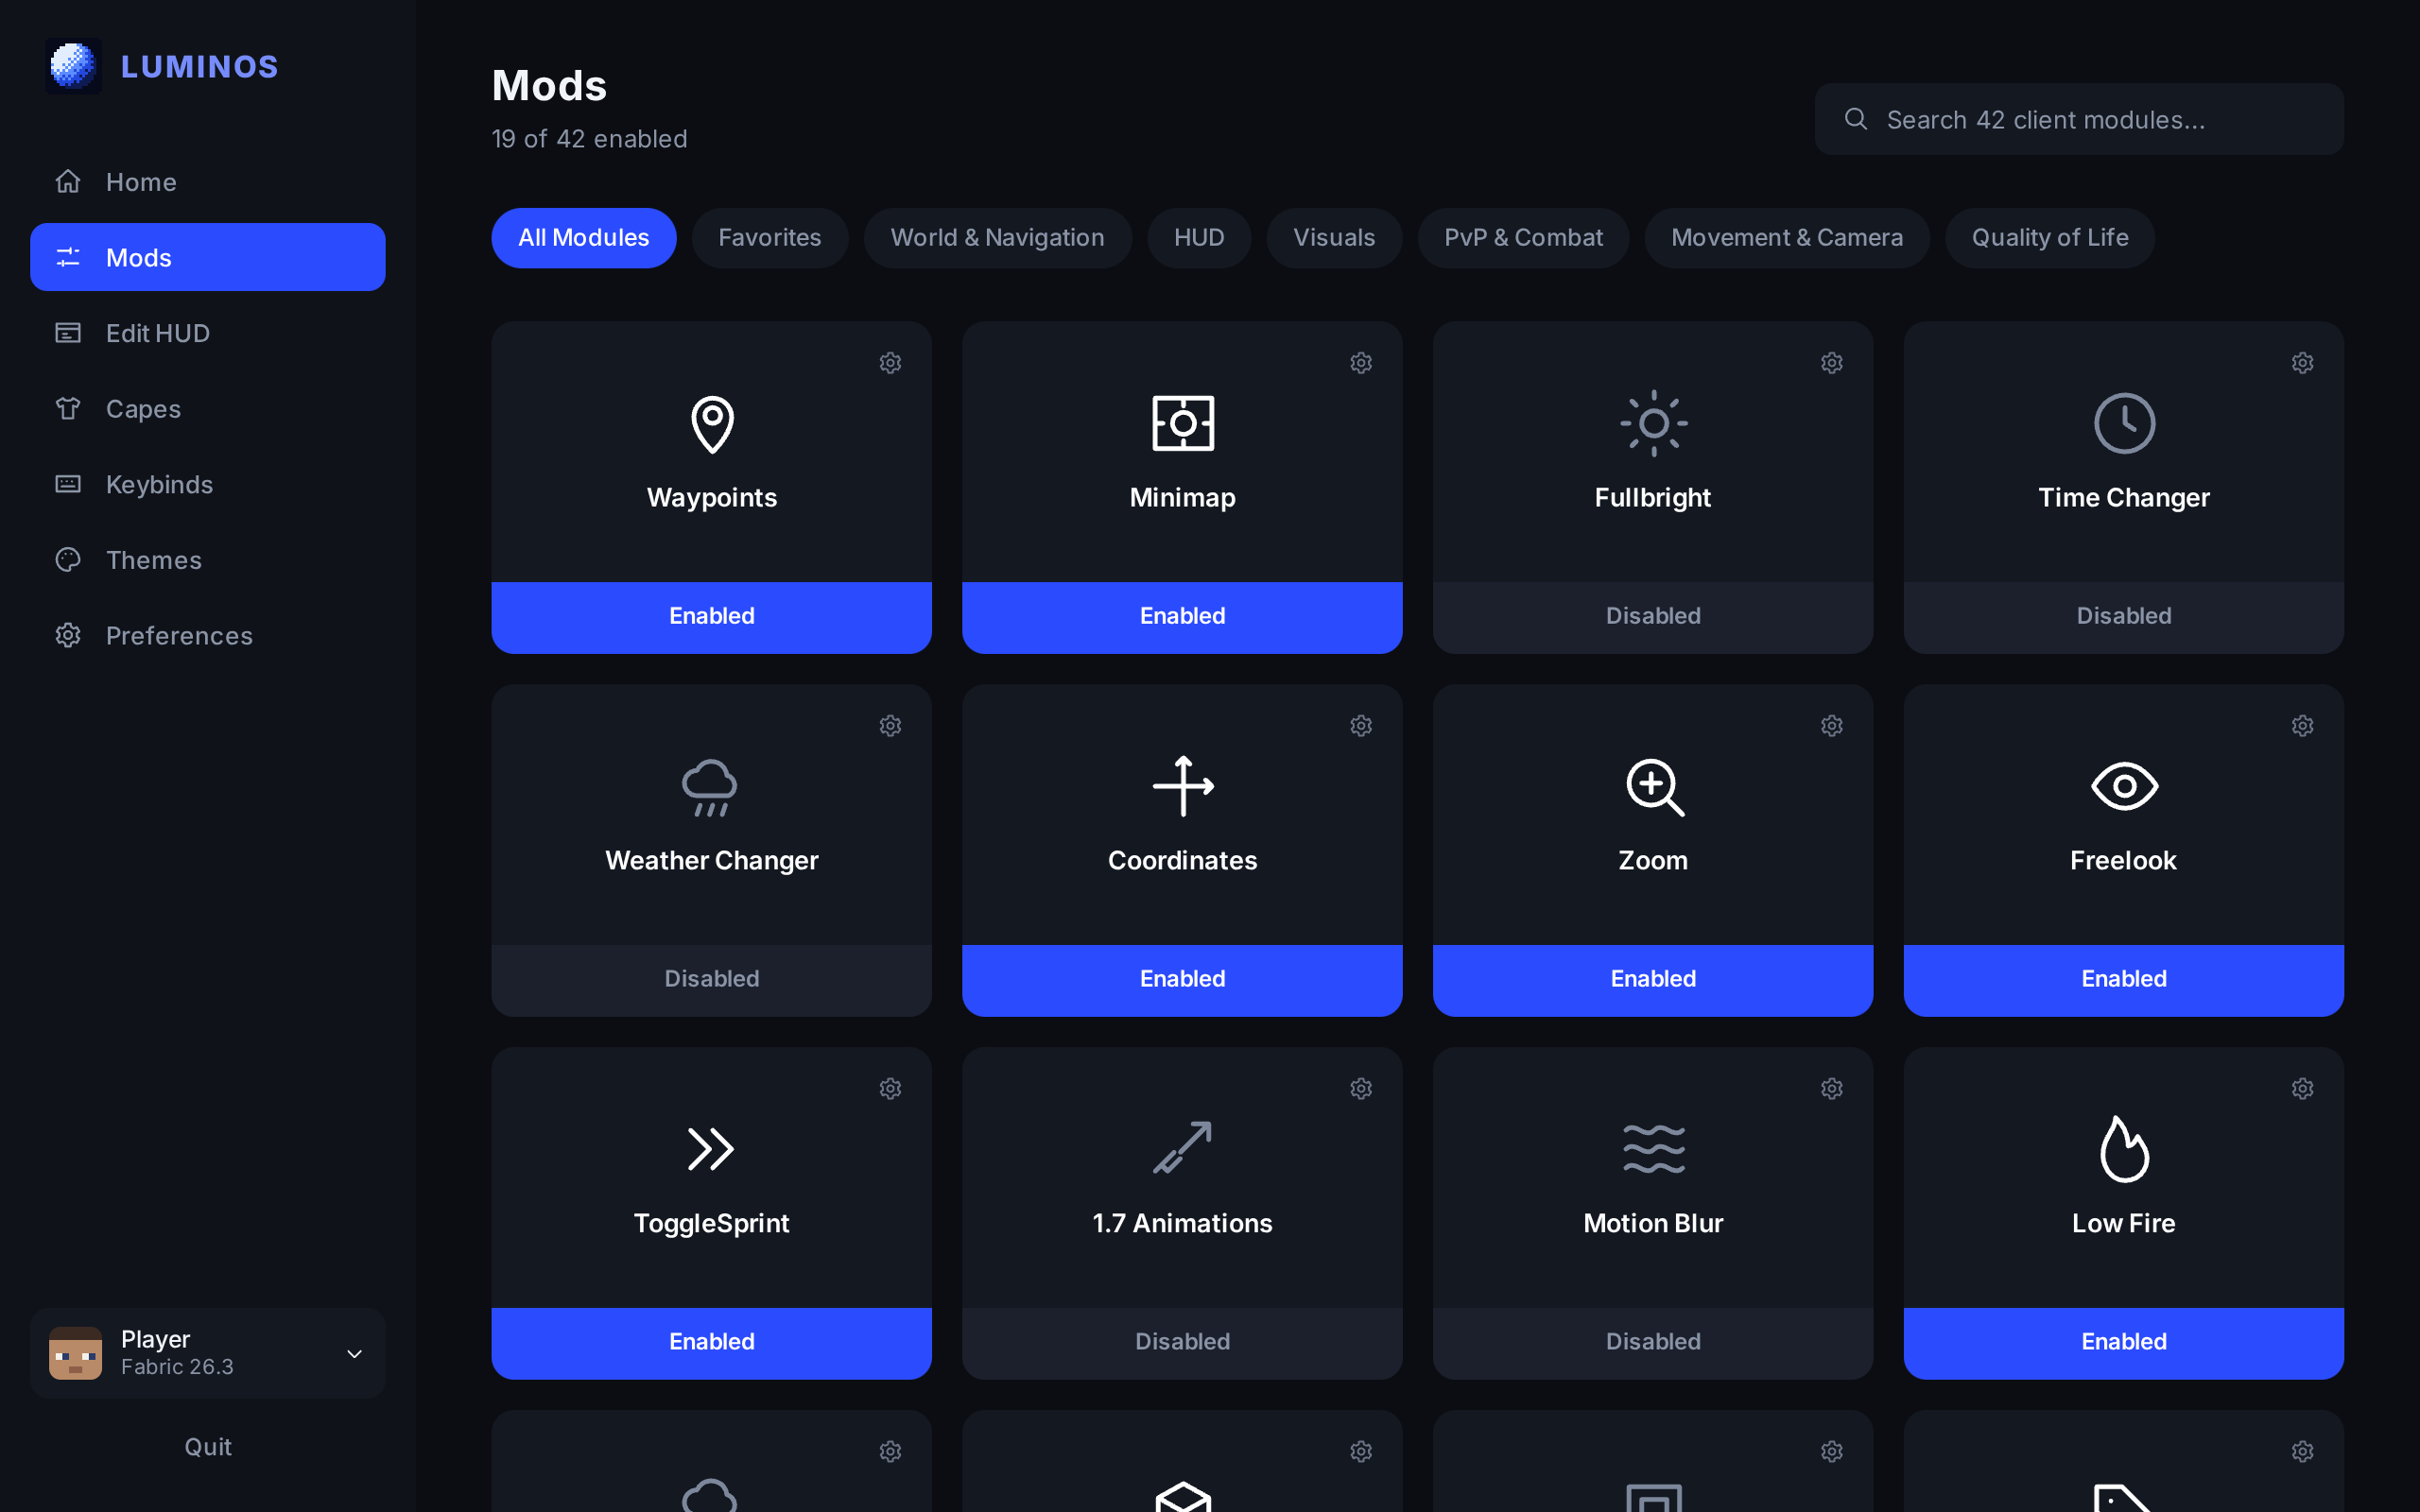 LUMINOS
Home
Mods
Edit HUD
Capes
Keybinds
Themes
Preferences
Player
Fabric 26.3
Quit
Mods
19 of 42 enabled
Search 42 client modules...
All Modules
Favorites
World & Navigation
HUD
Visuals
PvP & Combat
Movement & Camera
Quality of Life
Waypoints
Enabled
Minimap
Enabled
Fullbright
Disabled
Time Changer
Disabled
Weather Changer
Disabled
Coordinates
Enabled
Zoom
Enabled
Freelook
Enabled
ToggleSprint
Enabled
1.7 Animations
Disabled
Motion Blur
Disabled
Low Fire
Enabled